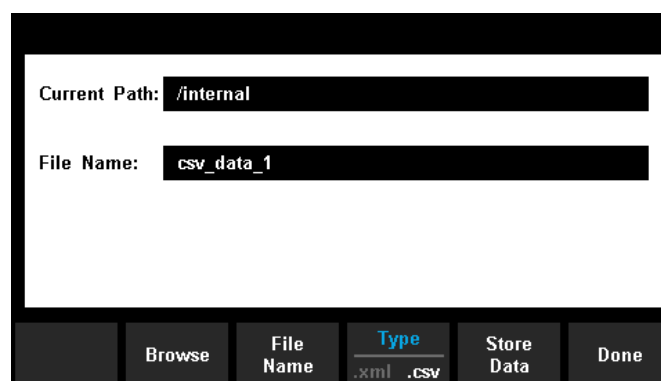 Current Path: /internal
File Name: csv_data_1
Browse
File Name
Type
.xml .csv
Store Data
Done